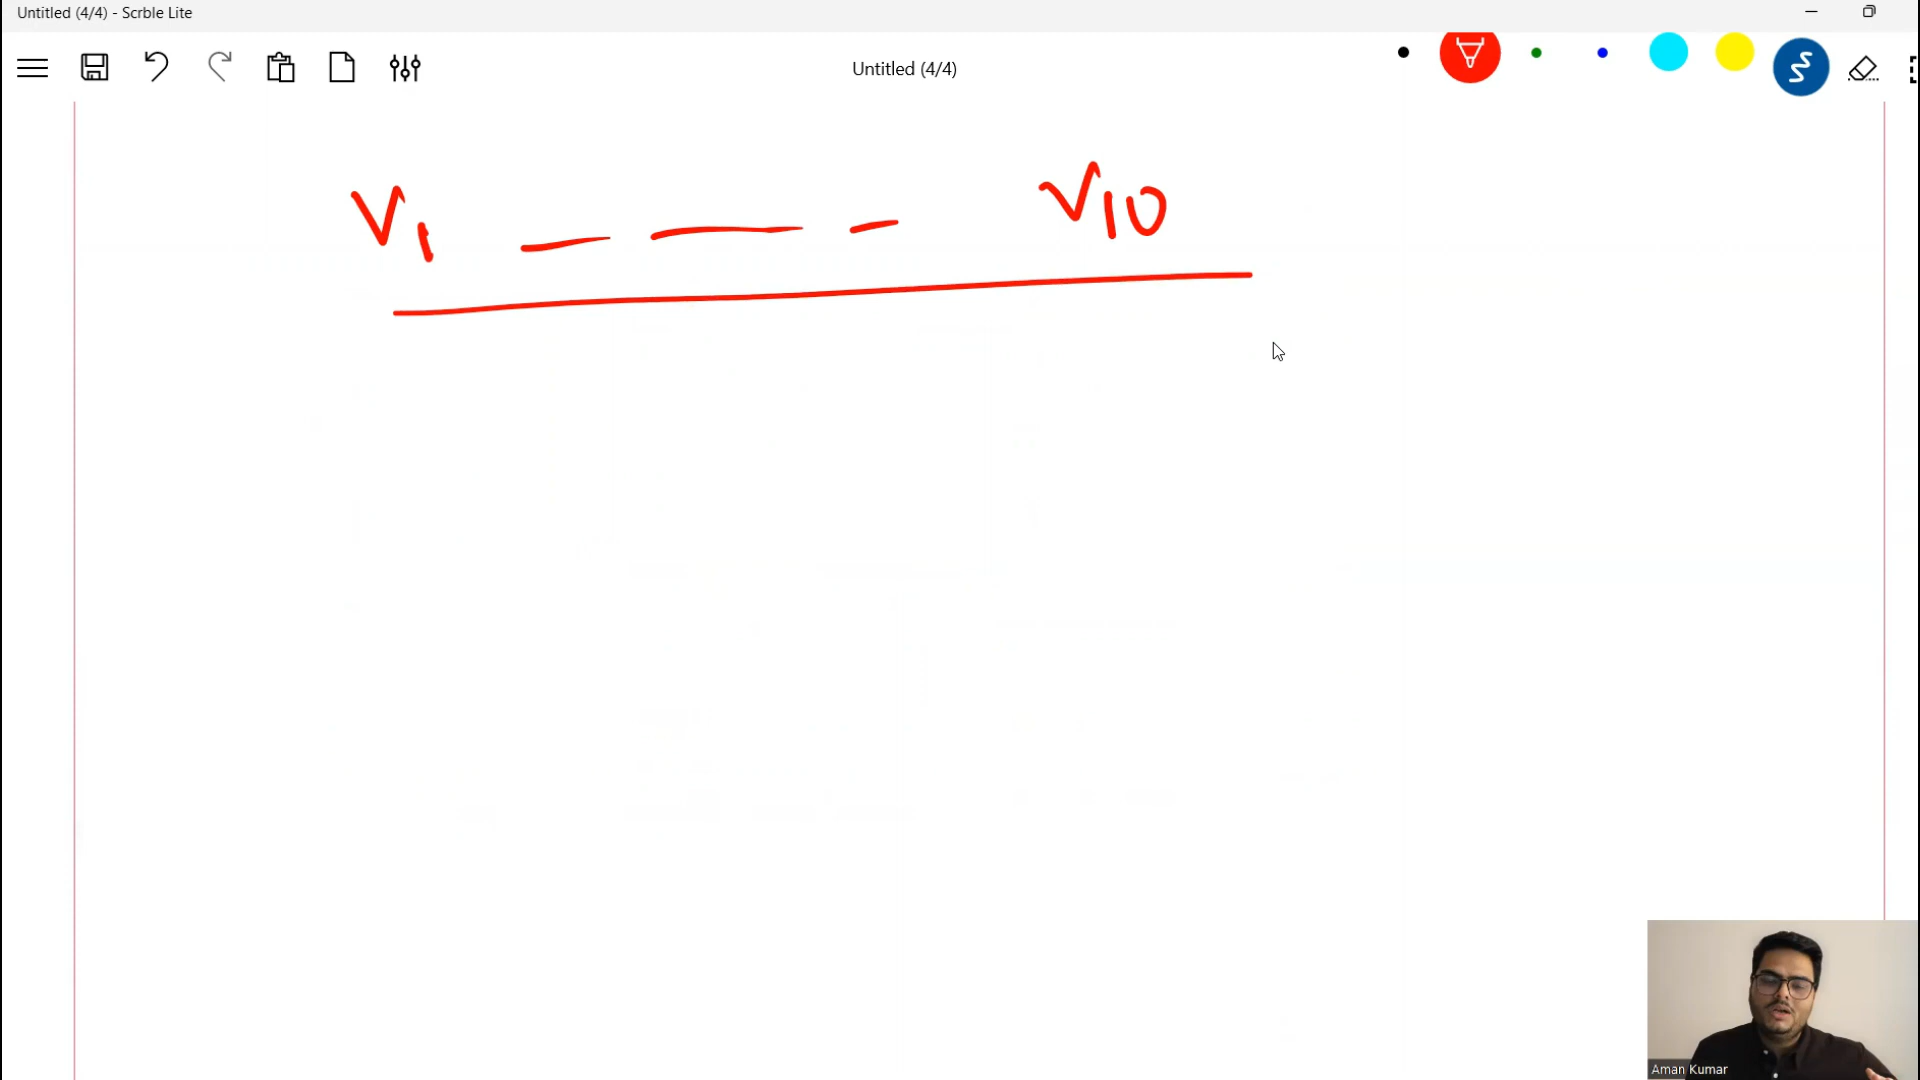 Untitled (4/4) - Scrble Lite
Untitled (4/4)
V1 _ _ _ V10
Aman Kumar